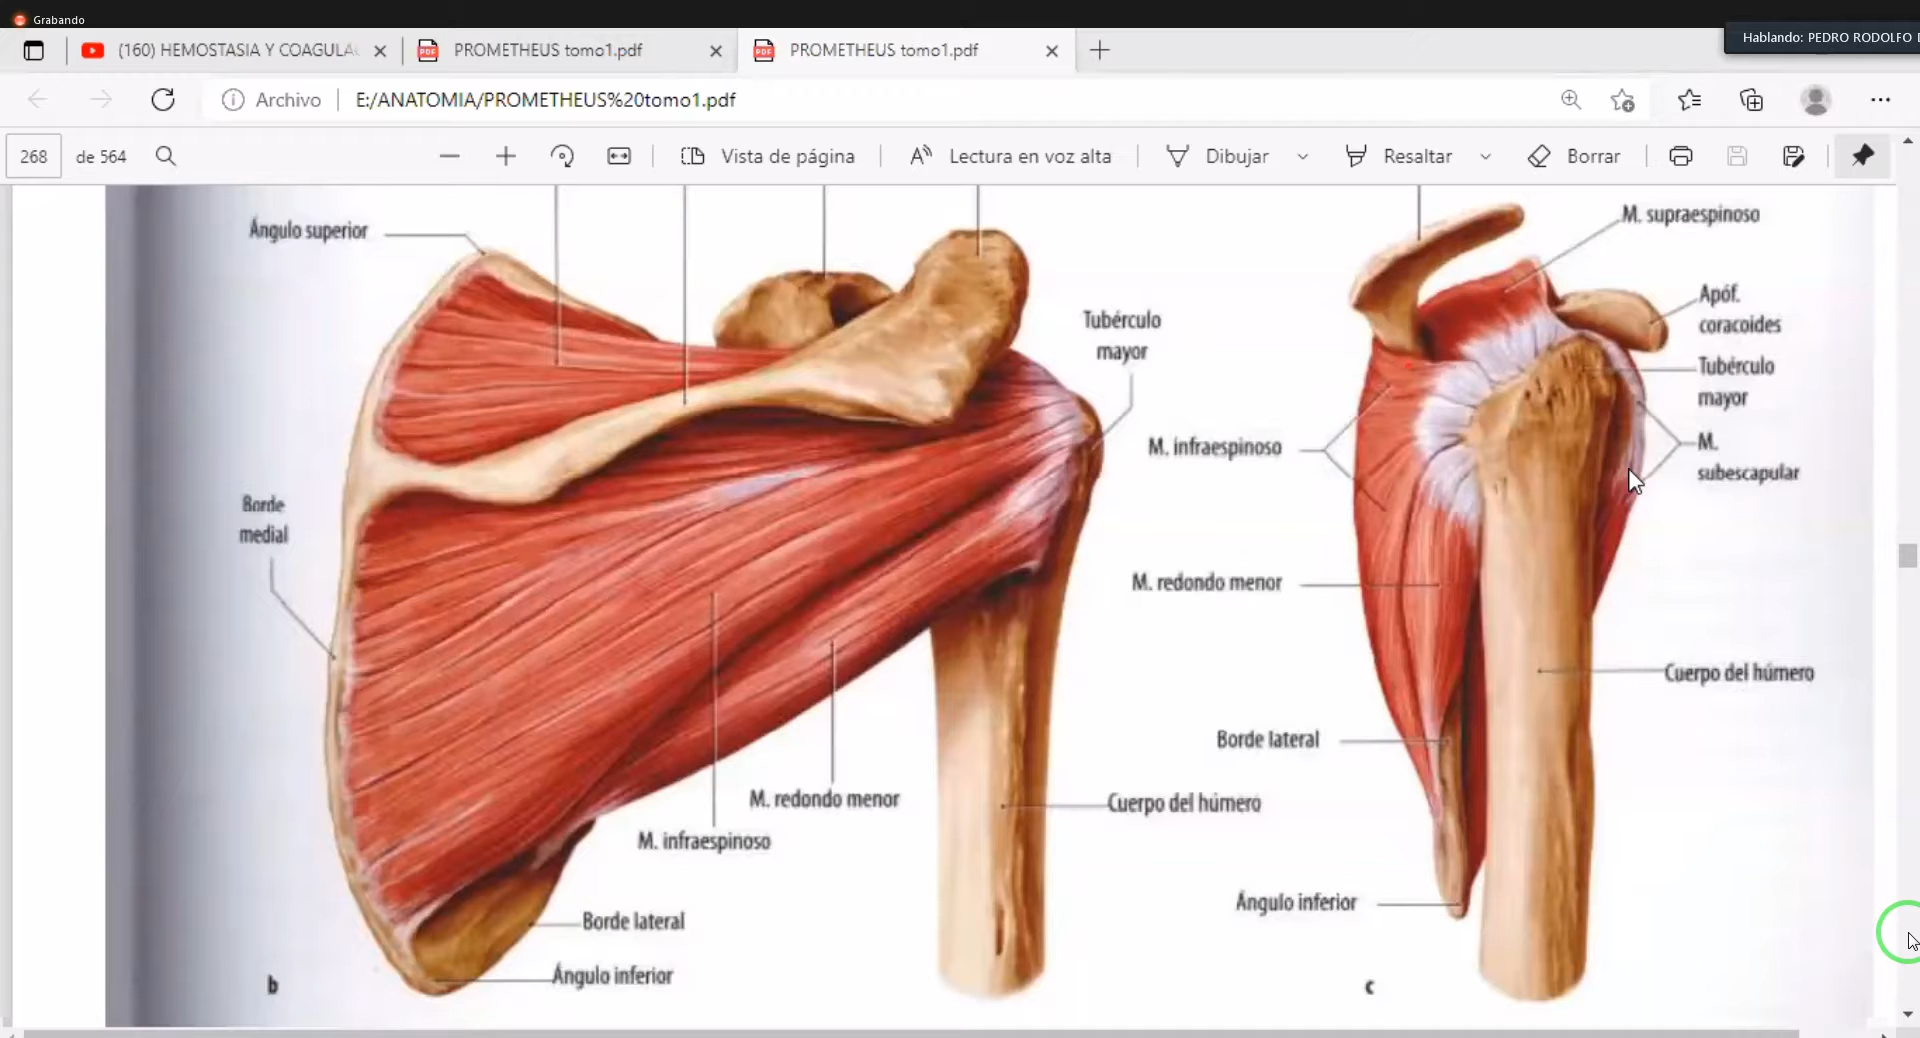 Grabando
(160) HEMOSTASIA Y COAGULA
PROMETHEUS tomo1.pdf
PROMETHEUS tomo1.pdf
Hablando: PEDRO RODOLFO
Archivo
E:/ANATOMIA/PROMETHEUS%20tomo1.pdf
268 de 564
Vista de página
Lectura en voz alta
Dibujar
Resaltar
Borrar
Ángulo superior
Borde
medial
Tubérculo
mayor
M. redondo menor
M. infraespinoso
Cuerpo del húmero
Borde lateral
Ángulo inferior
b
M. supraespinoso
Apóf.
coracoides
Tubérculo
mayor
M. infraespinoso
M.
subescapular
M. redondo menor
Cuerpo del húmero
Borde lateral
Ángulo inferior
c